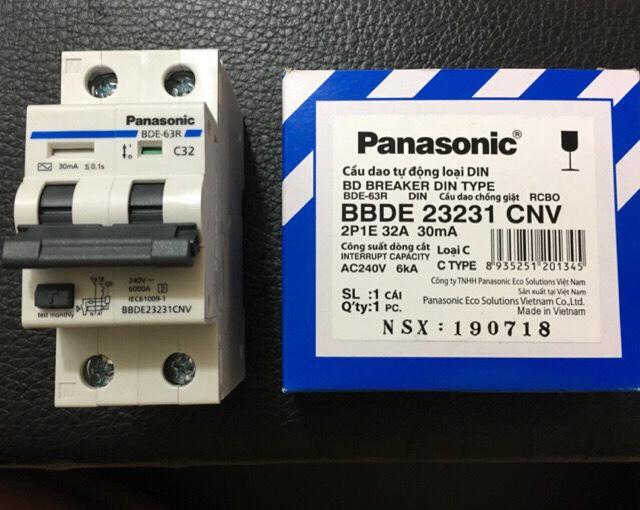 N
Panasonic
BDE-63R
C32
30mA ≤0.1s
240V ~
6000A 3
IEC61009-1
BBDE23231CNV
T
test monthly
N
Panasonic®
Cầu dao tự động loại DIN
BD BREAKER DIN TYPE
BDE-63R DIN Cầu dao chống giật RCBO
BBDE 23231 CNV
2P1E 32A 30mA
Công suất dòng cắt Loại C
INTERRUPT CAPACITY
AC240V 6kA C TYPE
8 935251 201345
Công ty TNHH Panasonic Eco Solutions Việt Nam
Sản xuất tại Việt Nam
SL :1 CÁI
Panasonic Eco Solutions Vietnam Co.,Ltd.
Q'ty:1 PC.
Made in Vietnam
NSX : 190718